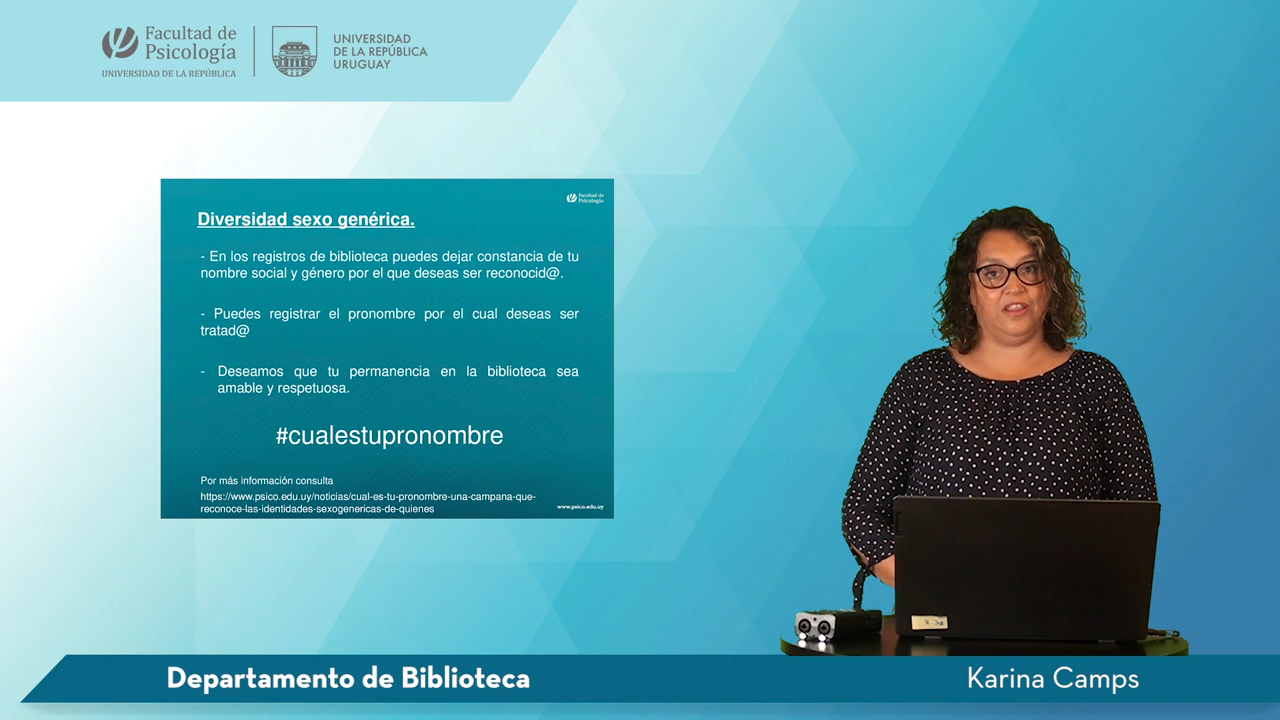 Facultad de
Psicología
UNIVERSIDAD DE LA REPÚBLICA
UNIVERSIDAD
DE LA REPÚBLICA
URUGUAY
Facultad de
Psicología
Diversidad sexo genérica.
- En los registros de biblioteca puedes dejar constancia de tu
nombre social y género por el que deseas ser reconocid@.
- Puedes registrar el pronombre por el cual deseas ser
tratad@
- Deseamos que tu permanencia en la biblioteca sea
amable y respetuosa.
#cualestupronombre
Por más información consulta
https://www.psico.edu.uy/noticias/cual-es-tu-pronombre-una-campana-que-
reconoce-las-identidades-sexogenericas-de-quienes
www.psico.edu.uy
Departamento de Biblioteca
Karina Camps